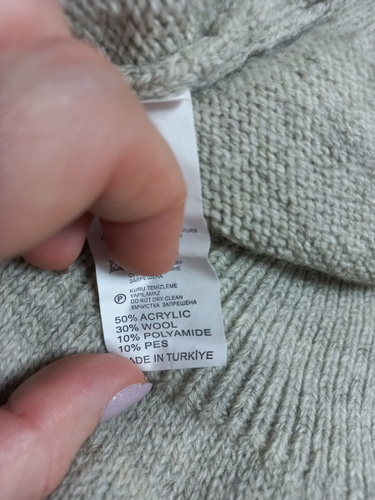 ЗАПРЕЩЕНА
KURU TEMİZLEME
YAPILAMAZ
P DO NOT DRY CLEAN
ХИМЧИСТКА ЗАПРЕШЕНА
50% ACRYLIC
30% WOOL
10% POLYAMIDE
10% PES
ADE IN TURKİYE